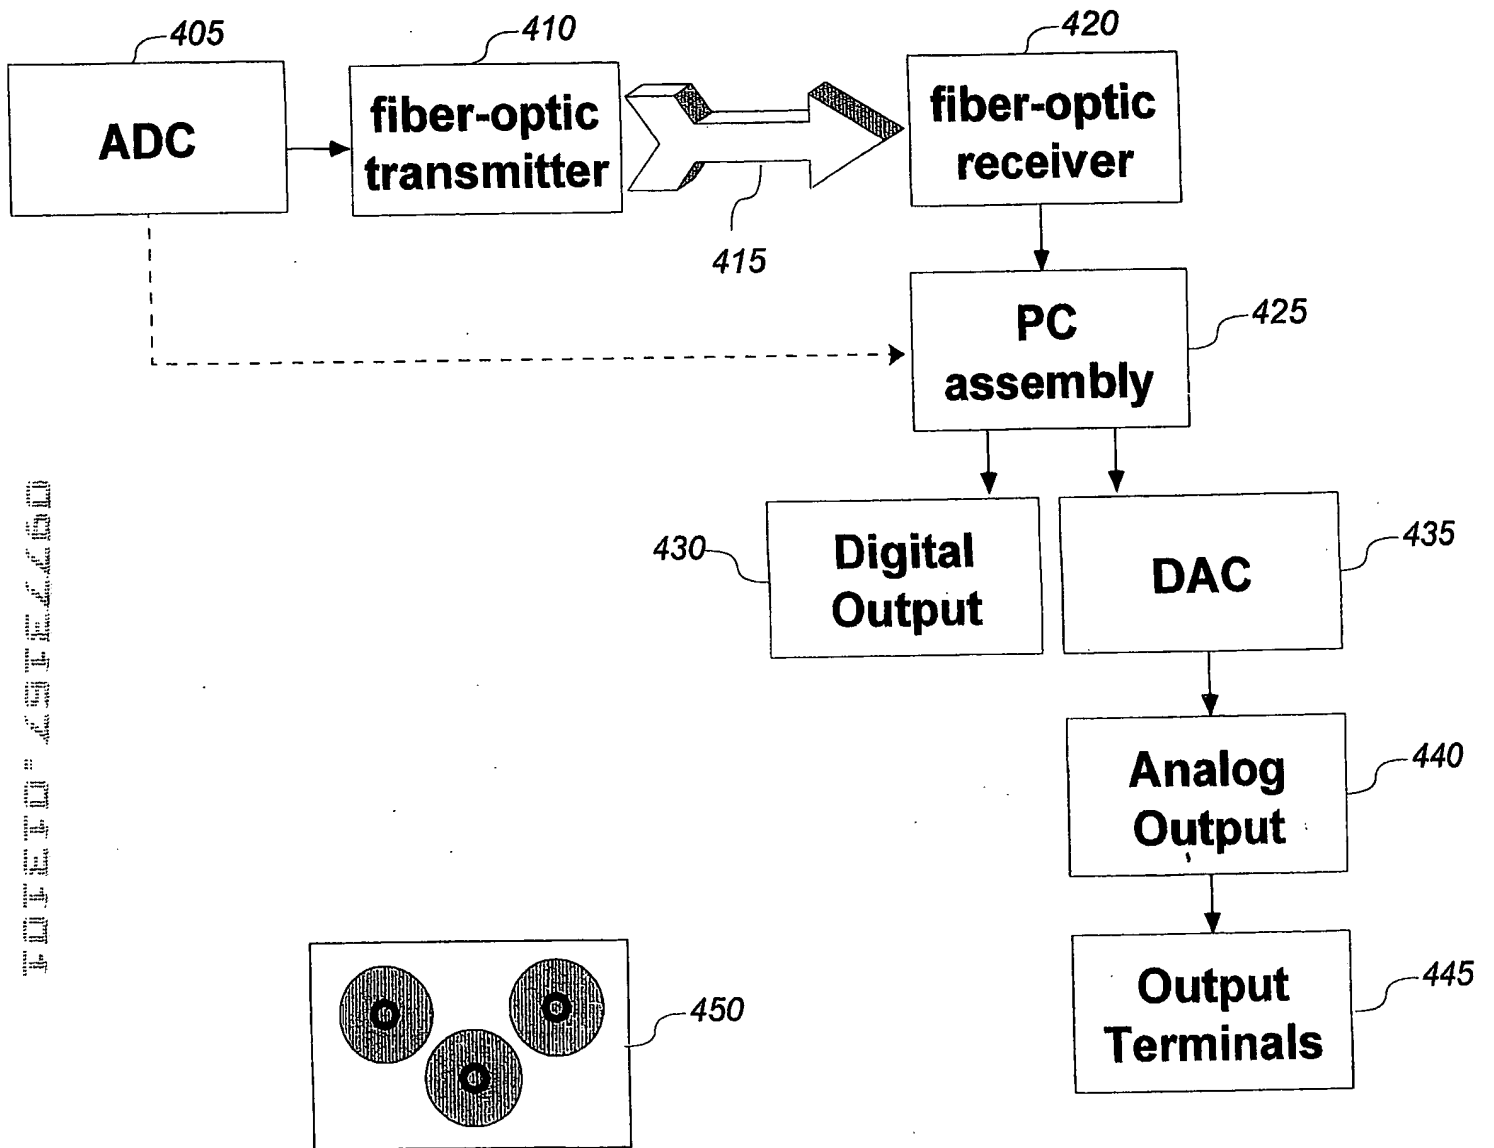 405
410
420
ADC
fiber-optic
transmitter
fiber-optic
receiver
415
PC
assembly
425
430
Digital
Output
DAC
435
Analog
Output
440
Output
Terminals
445
450